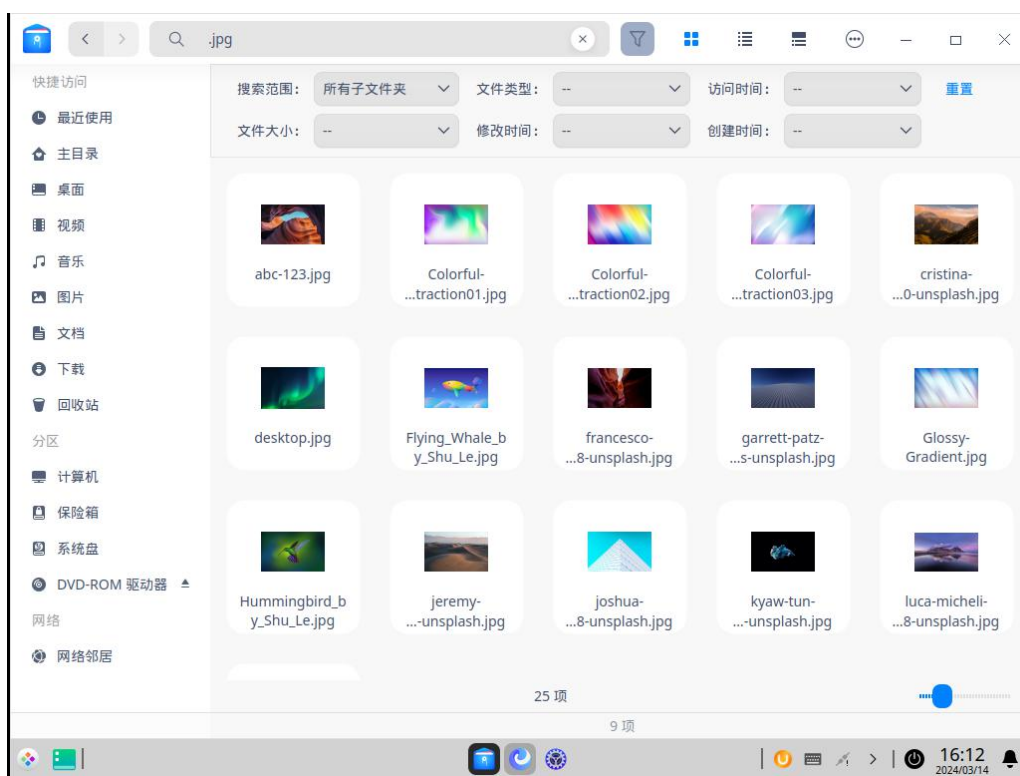 .jpg
快捷访问
最近使用
主目录
桌面
视频
音乐
图片
文档
下载
回收站
分区
计算机
保险箱
系统盘
DVD-ROM 驱动器
网络
网络邻居
搜索范围： 所有子文件夹 文件类型： -- 访问时间： -- 重置
文件大小： -- 修改时间： -- 创建时间： --
abc-123.jpg
Colorful-
...traction01.jpg
Colorful-
...traction02.jpg
Colorful-
...traction03.jpg
cristina-
...0-unsplash.jpg
desktop.jpg
Flying_Whale_b
y_Shu_Le.jpg
francesco-
...8-unsplash.jpg
garrett-patz-
...s-unsplash.jpg
Glossy-
Gradient.jpg
Hummingbird_b
y_Shu_Le.jpg
jeremy-
...-unsplash.jpg
joshua-
...8-unsplash.jpg
kyaw-tun-
...-unsplash.jpg
luca-micheli-
...8-unsplash.jpg
25 项
9 项
16:12
2024/03/14